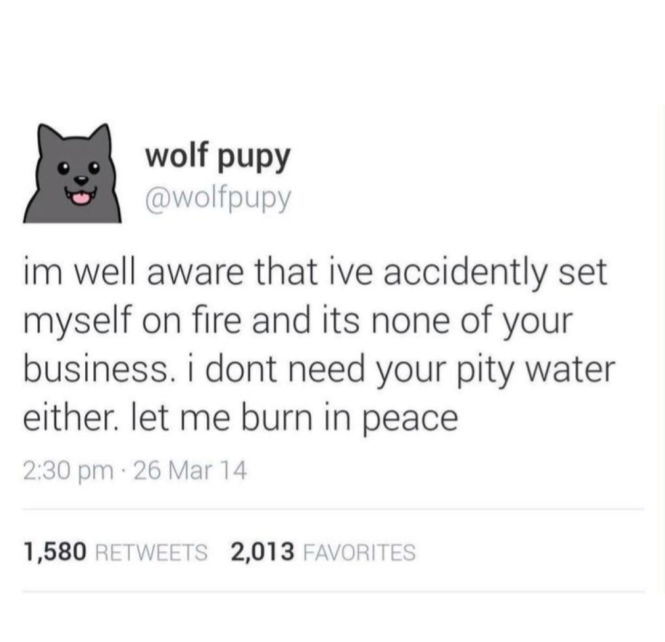 wolf pupy
@wolfpupy
im well aware that ive accidently set
myself on fire and its none of your
business. i dont need your pity water
either. let me burn in peace
2:30 pm · 26 Mar 14
1,580 RETWEETS 2,013 FAVORITES